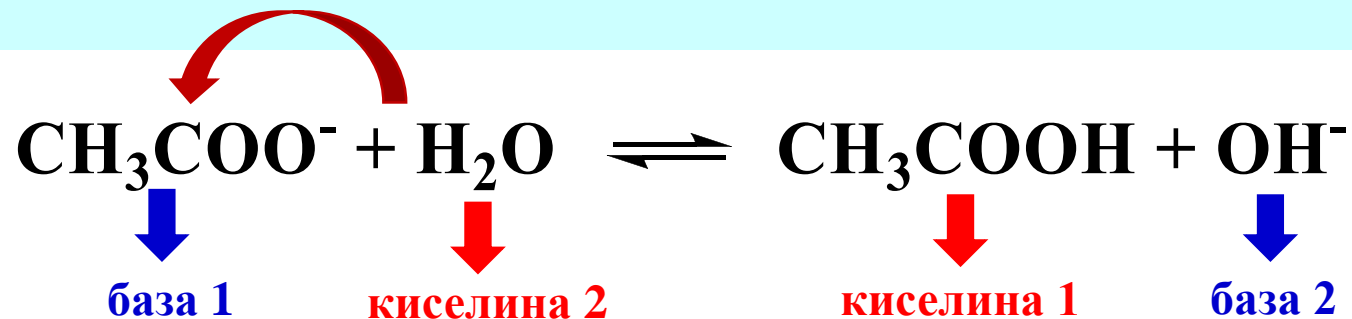 CH₃COO⁻ + H₂O ⇌ CH₃COOH + OH⁻
база 1 киселина 2 киселина 1 база 2